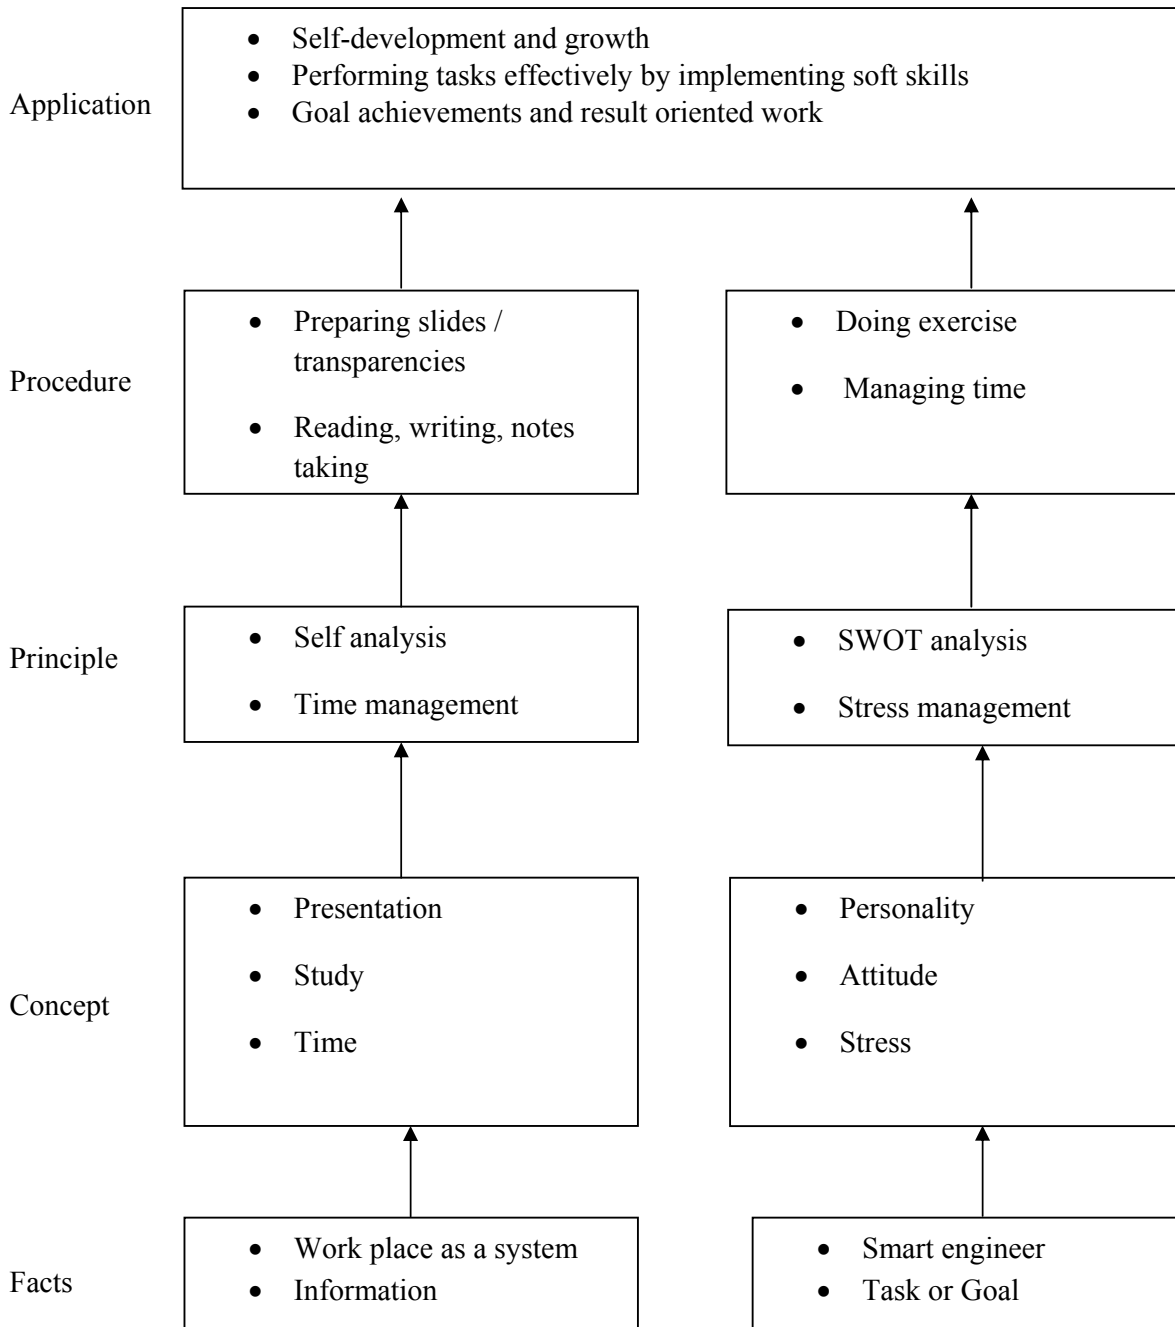 Application
• Self-development and growth
• Performing tasks effectively by implementing soft skills
• Goal achievements and result oriented work
Procedure
• Preparing slides /
transparencies
• Reading, writing, notes
taking
• Doing exercise
• Managing time
Principle
• Self analysis
• Time management
• SWOT analysis
• Stress management
Concept
• Presentation
• Study
• Time
• Personality
• Attitude
• Stress
Facts
• Work place as a system
• Information
• Smart engineer
• Task or Goal